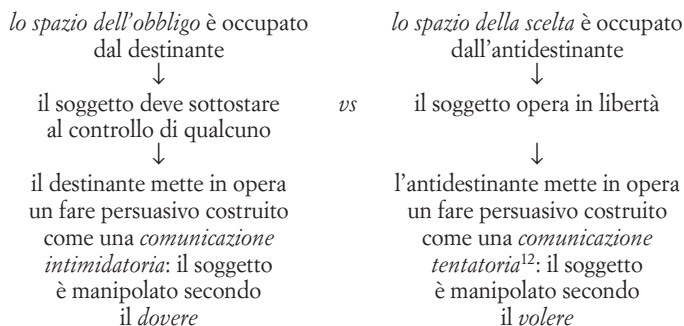 lo spazio dell'obbligo è occupato
dal destinante
↓
il soggetto deve sottostare
al controllo di qualcuno
↓
il destinante mette in opera
un fare persuasivo costruito
come una comunicazione
intimidatoria: il soggetto
è manipolato secondo
il dovere
vs
lo spazio della scelta è occupato
dall'antidestinante
↓
il soggetto opera in libertà
↓
l'antidestinante mette in opera
un fare persuasivo costruito
come una comunicazione
tentatoria¹²: il soggetto
è manipolato secondo
il volere